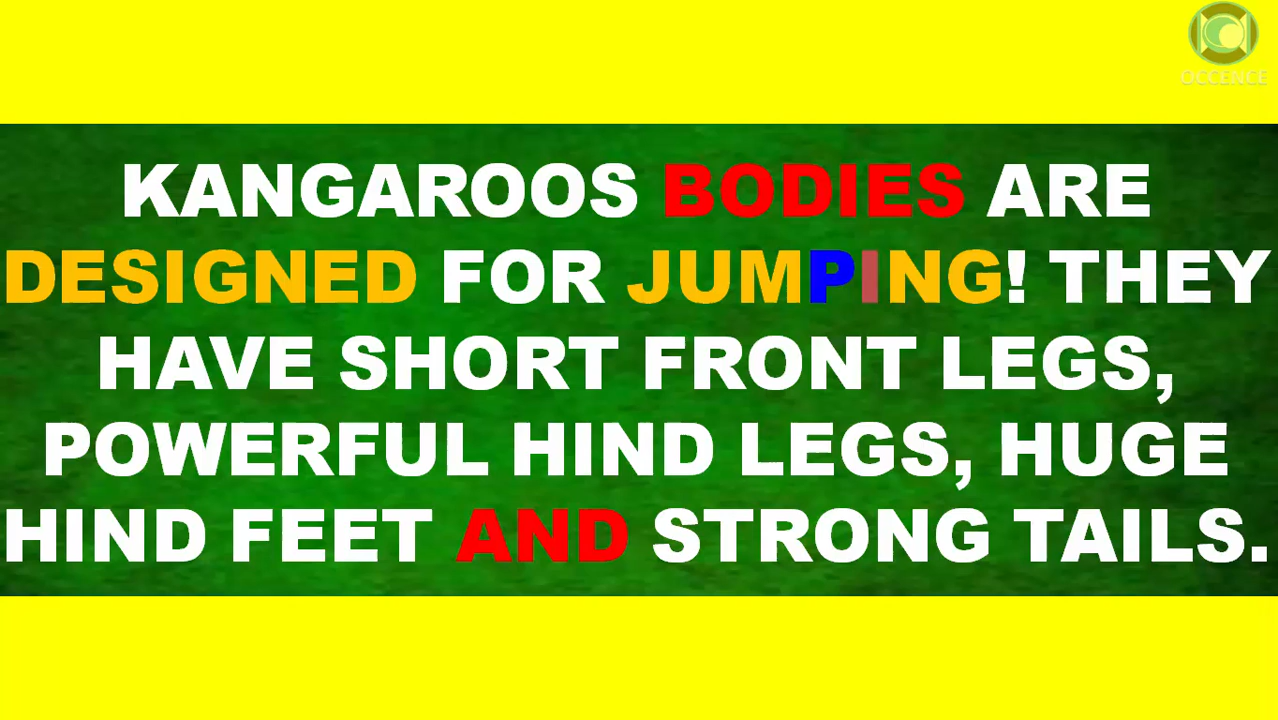 OCCENCE
KANGAROOS BODIES ARE
DESIGNED FOR JUMPING! THEY
HAVE SHORT FRONT LEGS,
POWERFUL HIND LEGS, HUGE
HIND FEET AND STRONG TAILS.